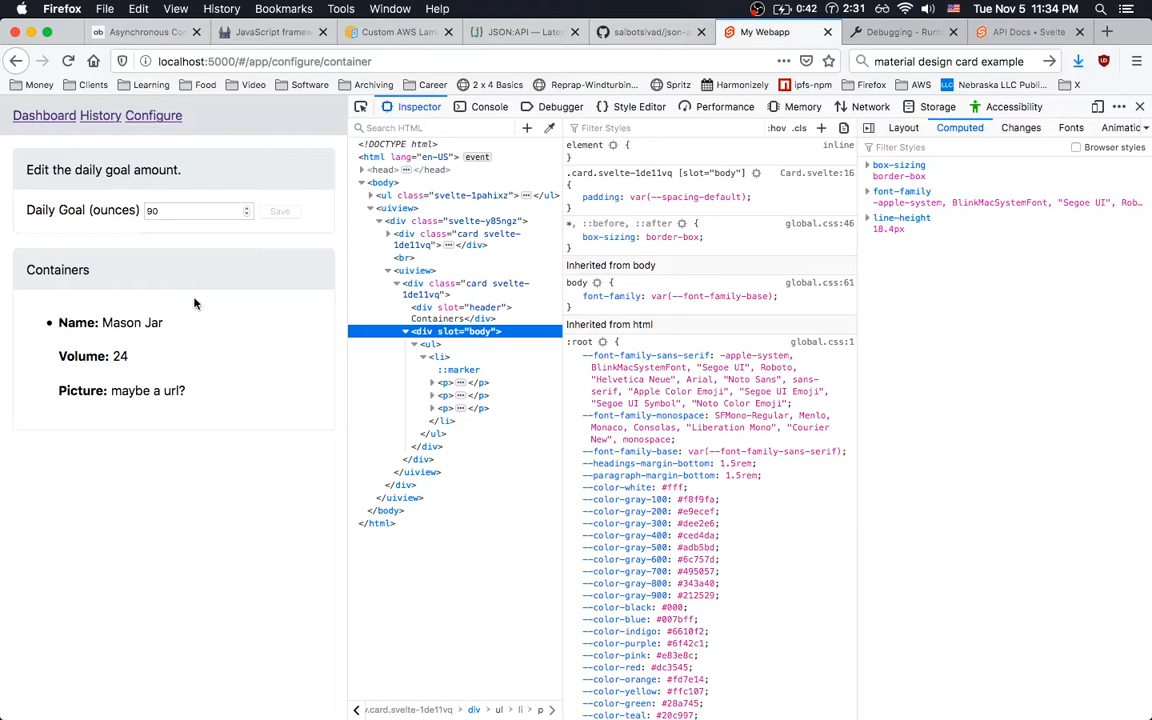 Firefox File Edit View History Bookmarks Tools Window Help 0:42 2:31 Tue Nov 5 11:34 PM
Asynchronous Co JavaScript framew Custom AWS Lam JSON:API — Late saibotsivad/json-a My Webapp Debugging - Runt API Docs • Svelte
localhost:5000/#/app/configure/container material design card example
Money Clients Learning Food Video Software Archiving Career 2 x 4 Basics Reprap-Windturbin… Spritz Harmonizely ipfs-npm Firefox AWS Nebraska LLC Publi… X
Dashboard History Configure
Edit the daily goal amount.
Daily Goal (ounces) 90 Save
Containers
Name: Mason Jar
Volume: 24
Picture: maybe a url?
Inspector Console Debugger Style Editor Performance Memory Network Storage Accessibility
Search HTML
<!DOCTYPE html>
<html lang="en-US"> event
<head> </head>
<body>
<ul class="svelte-1pahixz"> </ul>
<uiview>
<div class="svelte-y85ngz">
<div class="card svelte-
1de11vq"> </div>
<br>
<uiview>
<div class="card svelte-
1de11vq">
<div slot="header">
Containers</div>
<div slot="body">
<ul>
<li>
::marker
<p> </p>
<p> </p>
<p> </p>
</li>
</ul>
</div>
</div>
</uiview>
</div>
</uiview>
</body>
</html>
v.card.svelte-1de11vq div ul li p
Filter Styles :hov .cls
element { inline
}
.card.svelte-1de11vq [slot="body"] Card.svelte:16
{
padding: var(--spacing-default);
}
*, ::before, ::after { global.css:46
box-sizing: border-box;
}
Inherited from body
body { global.css:61
font-family: var(--font-family-base);
}
Inherited from html
:root { global.css:1
--font-family-sans-serif: -apple-system,
BlinkMacSystemFont, "Segoe UI", Roboto,
"Helvetica Neue", Arial, "Noto Sans", sans-
serif, "Apple Color Emoji", "Segoe UI Emoji",
"Segoe UI Symbol", "Noto Color Emoji";
--font-family-monospace: SFMono-Regular, Menlo,
Monaco, Consolas, "Liberation Mono", "Courier
New", monospace;
--font-family-base: var(--font-family-sans-serif);
--headings-margin-bottom: 1.5rem;
--paragraph-margin-bottom: 1.5rem;
--color-white: #fff;
--color-gray-100: #f8f9fa;
--color-gray-200: #e9ecef;
--color-gray-300: #dee2e6;
--color-gray-400: #ced4da;
--color-gray-500: #adb5bd;
--color-gray-600: #6c757d;
--color-gray-700: #495057;
--color-gray-800: #343a40;
--color-gray-900: #212529;
--color-black: #000;
--color-blue: #007bff;
--color-indigo: #6610f2;
--color-purple: #6f42c1;
--color-pink: #e83e8c;
--color-red: #dc3545;
--color-orange: #fd7e14;
--color-yellow: #ffc107;
--color-green: #28a745;
--color-teal: #20c997;
Layout Computed Changes Fonts Animatic
Filter Styles Browser styles
box-sizing
border-box
font-family
-apple-system, BlinkMacSystemFont, "Segoe UI", Rob…
line-height
18.4px